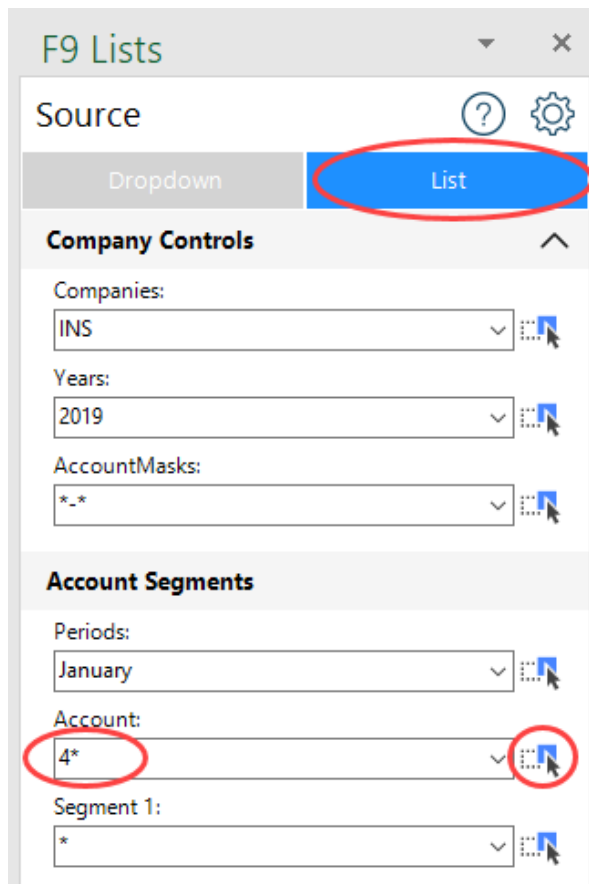 F9 Lists
Source
?
Dropdown List
Company Controls
Companies:
INS
Years:
2019
AccountMasks:
*-*
Account Segments
Periods:
January
Account:
4*
Segment 1:
*